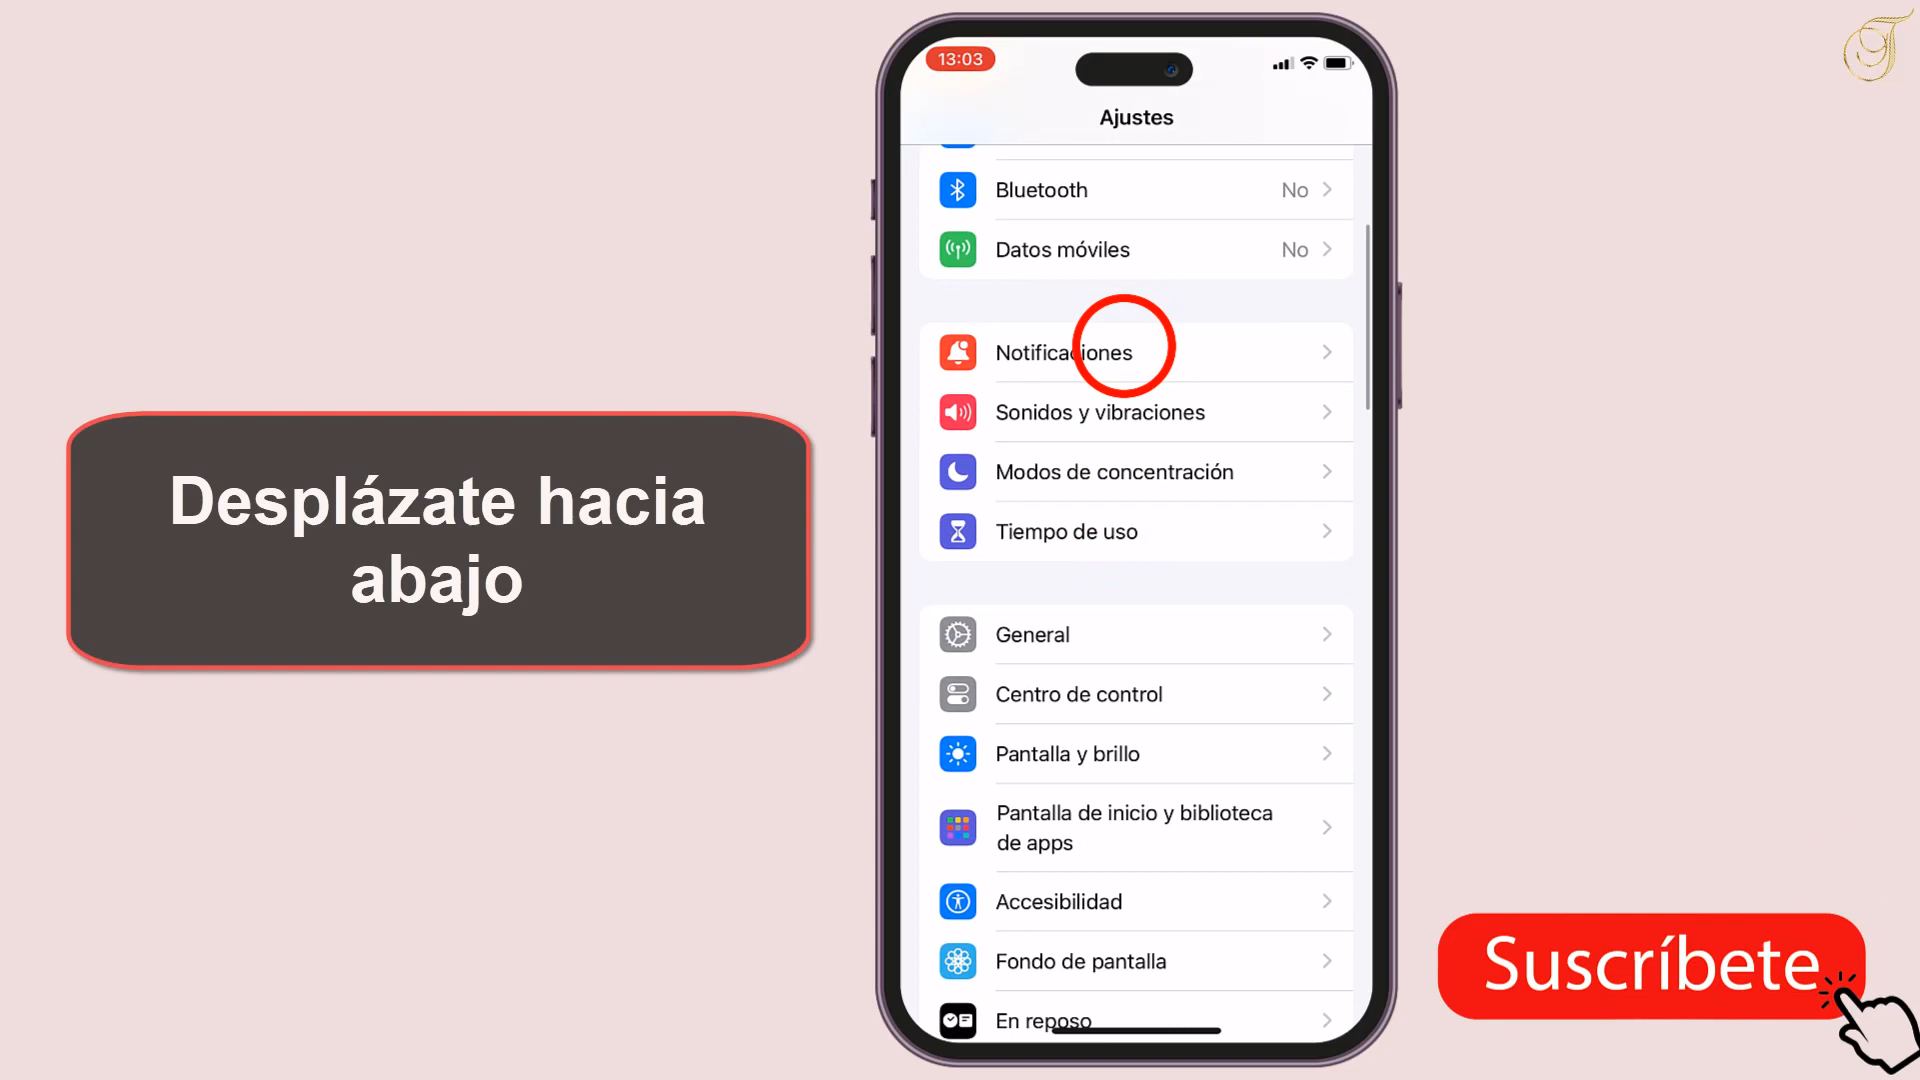 Desplázate hacia
abajo
13:03
Ajustes
Bluetooth No
Datos móviles No
Notificaciones
Sonidos y vibraciones
Modos de concentración
Tiempo de uso
General
Centro de control
Pantalla y brillo
Pantalla de inicio y biblioteca
de apps
Accesibilidad
Fondo de pantalla
En reposo
Suscríbete